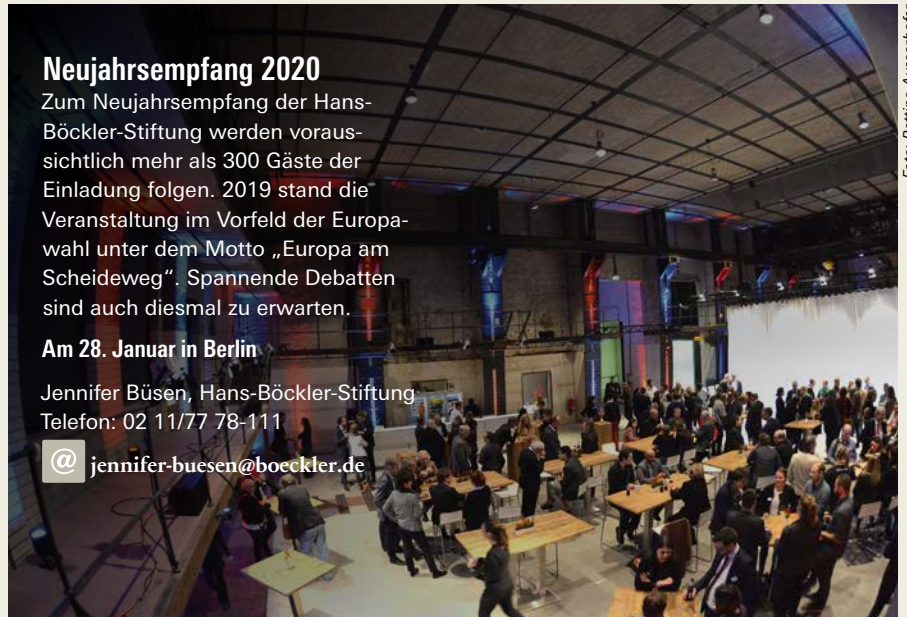 Neujahrsempfang 2020
Zum Neujahrsempfang der Hans-
Böckler-Stiftung werden voraus-
sichtlich mehr als 300 Gäste der
Einladung folgen. 2019 stand die
Veranstaltung im Vorfeld der Europa-
wahl unter dem Motto „Europa am
Scheideweg“. Spannende Debatten
sind auch diesmal zu erwarten.
Am 28. Januar in Berlin
Jennifer Büsen, Hans-Böckler-Stiftung
Telefon: 02 11/77 78-111
@ jennifer-buesen@boeckler.de
Foto: Bettina